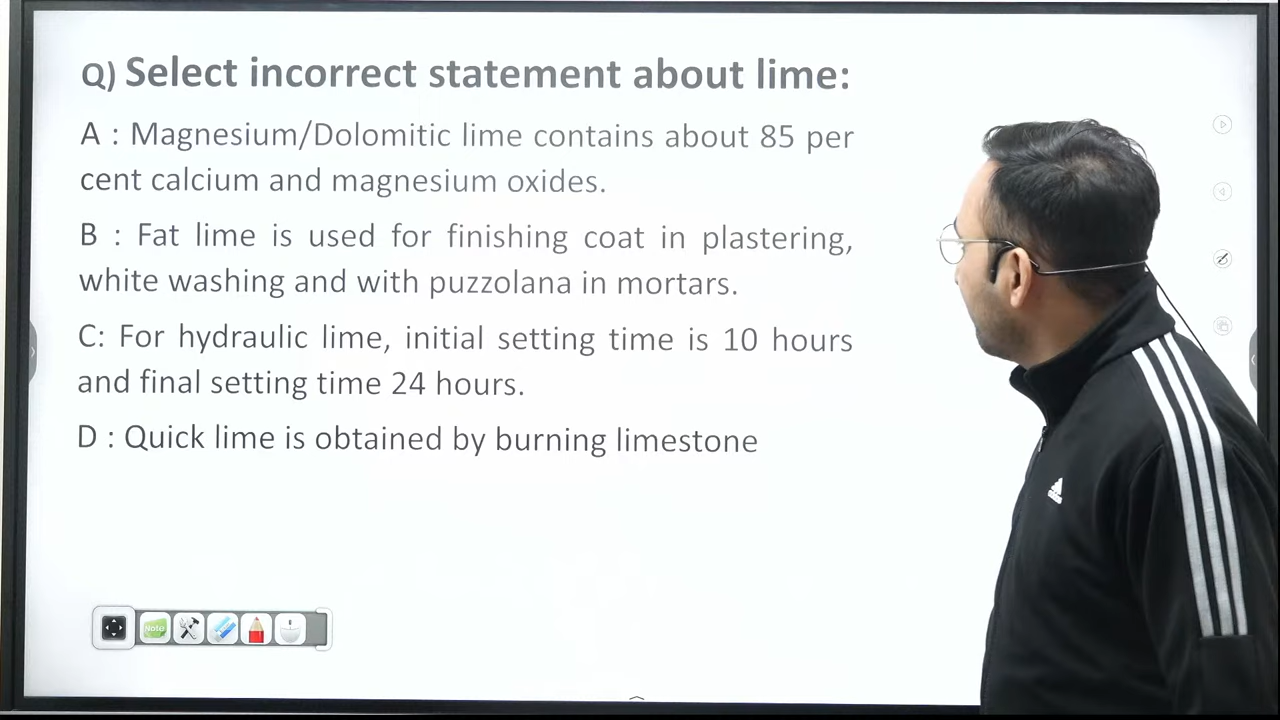 Q) Select incorrect statement about lime:
A : Magnesium/Dolomitic lime contains about 85 per
cent calcium and magnesium oxides.
B : Fat lime is used for finishing coat in plastering,
white washing and with puzzolana in mortars.
C: For hydraulic lime, initial setting time is 10 hours
and final setting time 24 hours.
D : Quick lime is obtained by burning limestone
Note
adidas